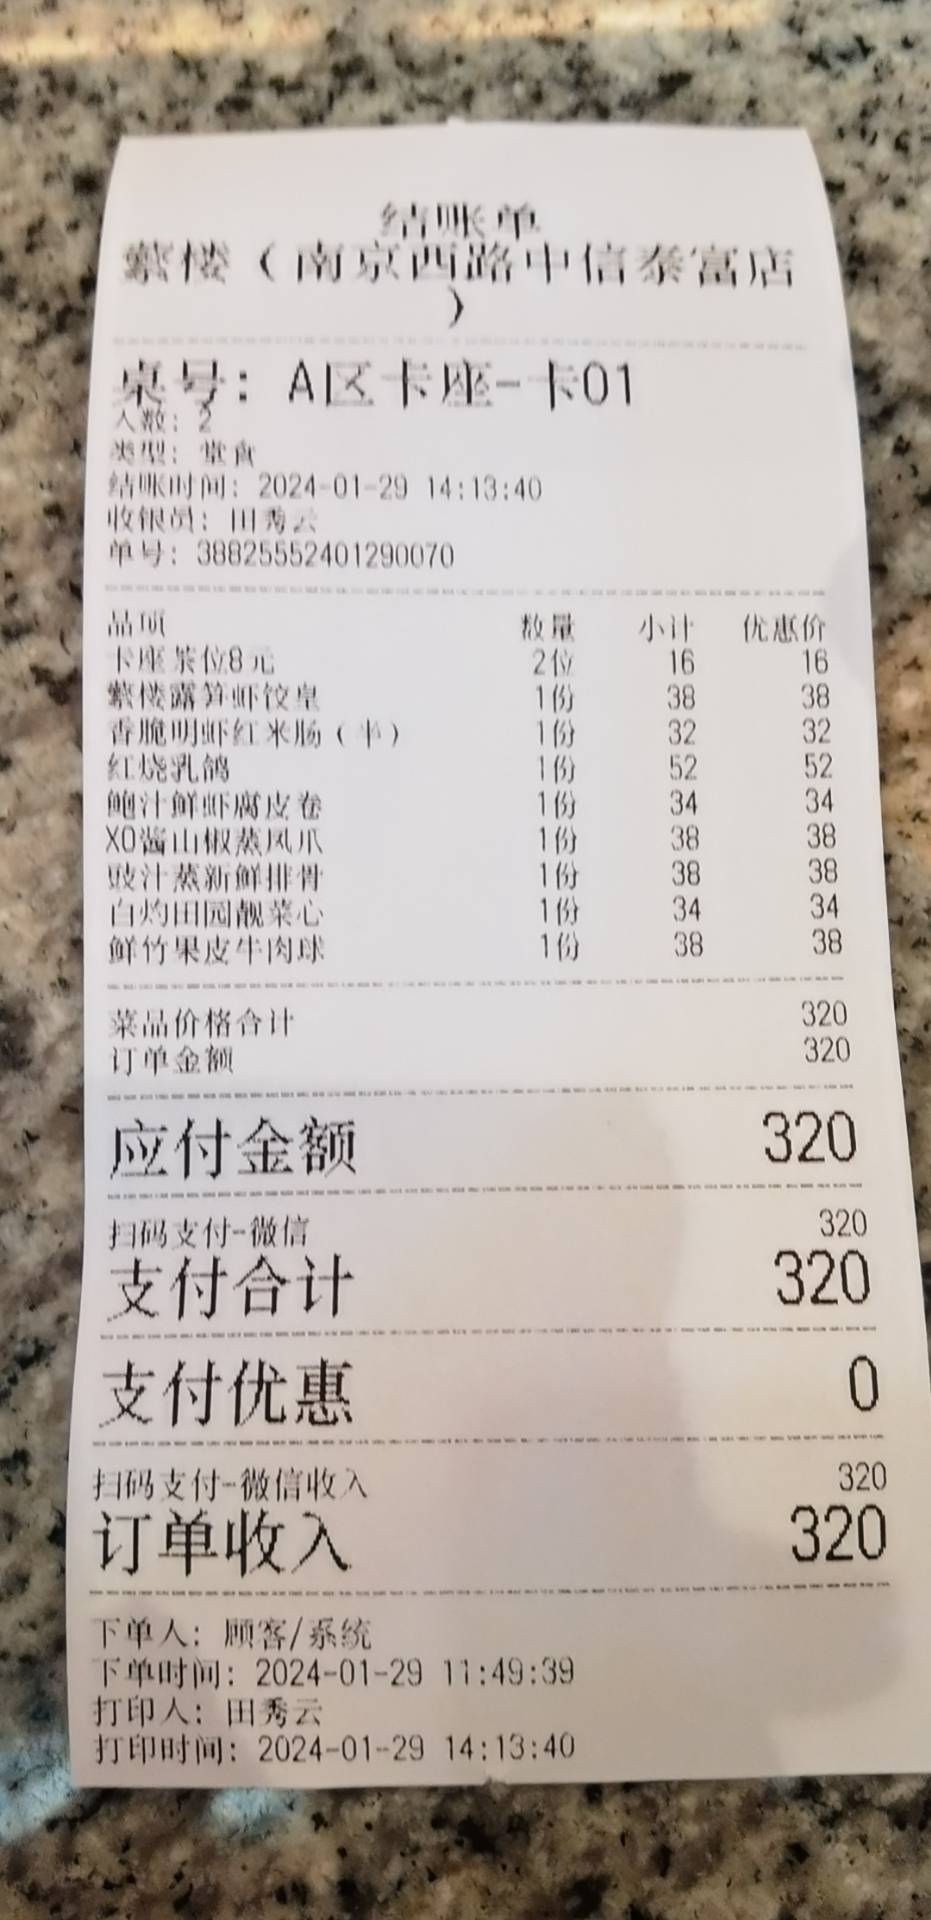 结账单
紫楼（南京西路中信泰富店
）
桌号：A区卡座-卡01
人数：2
类型：堂食
结账时间：2024-01-29 14:13:40
收银员：田秀云
单号：38825552401290070
品项 数量 小计 优惠价
卡座茶位8元 2位 16 16
紫楼露笋虾饺皇 1份 38 38
香脆明虾红米肠（半） 1份 32 32
红烧乳鸽 1份 52 52
鲍汁鲜虾腐皮卷 1份 34 34
XO酱山椒蒸凤爪 1份 38 38
豉汁蒸新鲜排骨 1份 38 38
白灼田园靓菜心 1份 34 34
鲜竹果皮牛肉球 1份 38 38
菜品价格合计 320
订单金额 320
应付金额 320
扫码支付-微信 320
支付合计 320
支付优惠 0
扫码支付-微信收入 320
订单收入 320
下单人：顾客/系统
下单时间：2024-01-29 11:49:39
打印人：田秀云
打印时间：2024-01-29 14:13:40